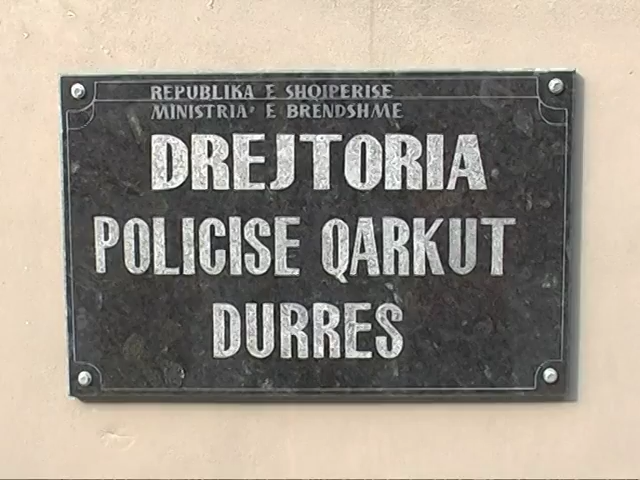 REPUBLIKA E SHQIPERISE
MINISTRIA E BRENDSHME
DREJTORIA
POLICISE QARKUT
DURRES